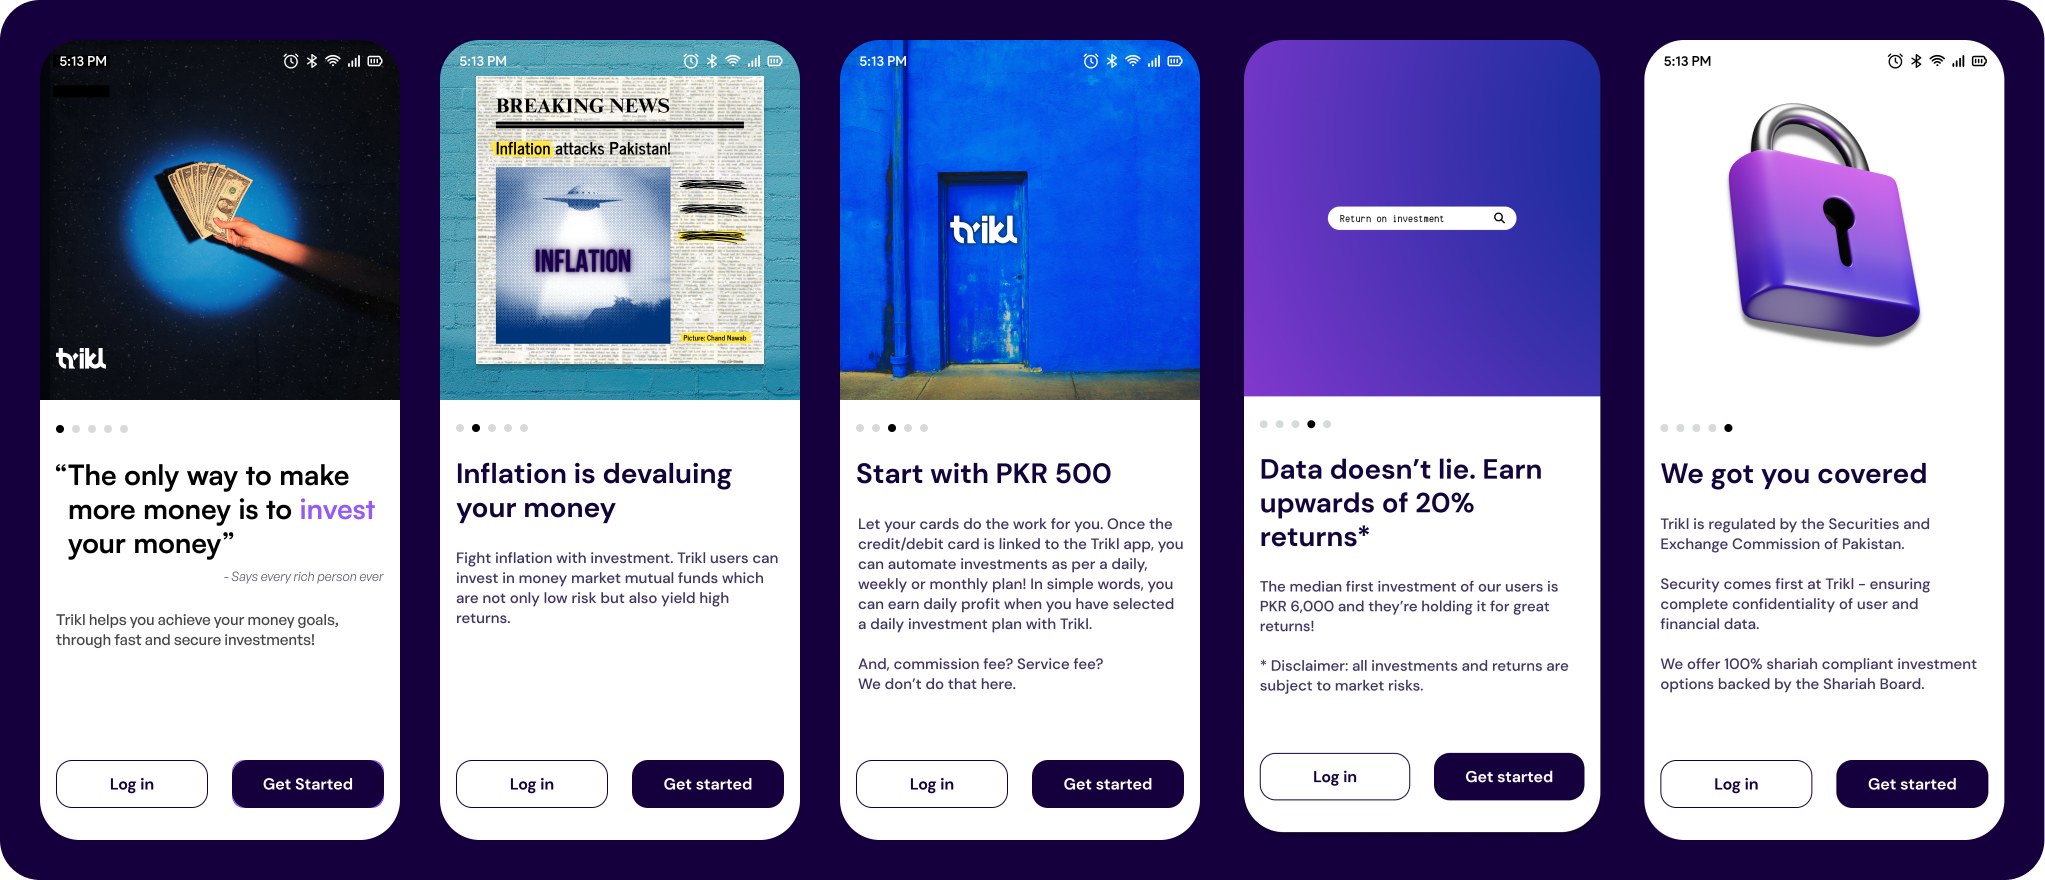 5:13 PM
trikl
“The only way to make
more money is to invest
your money”
- Says every rich person ever
Trikl helps you achieve your money goals,
through fast and secure investments!
Log in
Get Started
5:13 PM
BREAKING NEWS
Inflation attacks Pakistan!
INFLATION
Picture: Chand Nawab
Inflation is devaluing
your money
Fight inflation with investment. Trikl users can
invest in money market mutual funds which
are not only low risk but also yield high
returns.
Log in
Get started
5:13 PM
trikl
Start with PKR 500
Let your cards do the work for you. Once the
credit/debit card is linked to the Trikl app, you
can automate investments as per a daily,
weekly or monthly plan! In simple words, you
can earn daily profit when you have selected
a daily investment plan with Trikl.
And, commission fee? Service fee?
We don’t do that here.
Log in
Get started
Return on investment
Data doesn’t lie. Earn
upwards of 20%
returns*
The median first investment of our users is
PKR 6,000 and they’re holding it for great
returns!
* Disclaimer: all investments and returns are
subject to market risks.
Log in
Get started
5:13 PM
We got you covered
Trikl is regulated by the Securities and
Exchange Commission of Pakistan.
Security comes first at Trikl - ensuring
complete confidentiality of user and
financial data.
We offer 100% shariah compliant investment
options backed by the Shariah Board.
Log in
Get started